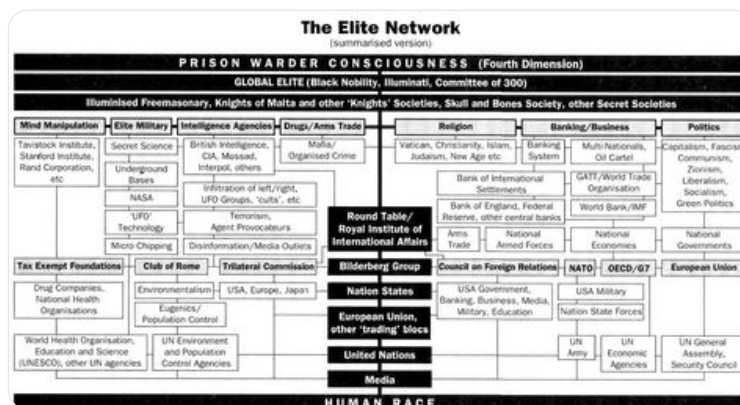 The Elite Network
(summarised version)
PRISON WARDER CONSCIOUSNESS (Fourth Dimension)
GLOBAL ELITE (Black Nobility, Illuminati, Committee of 300)
Illuminised Freemasonary, Knights of Malta and other 'Knights' Societies, Skull and Bones Society, other Secret Societies
Mind Manipulation
Elite Military
Intelligence Agencies
Drugs/Arms Trade
Religion
Banking/Business
Politics
Tavistock Institute,
Stanford Institute,
Rand Corporation,
etc
Secret Science
Underground
Bases
NASA
'UFO'
Technology
Micro Chipping
British Intelligence,
CIA, Mossad,
Interpol, others
Infiltration of left/right,
UFO Groups, 'cults', etc
Terrorism,
Agent Provocateurs
Disinformation/Media Outlets
Mafia/
Organised Crime
Vatican, Christianity, Islam,
Judaism, New Age etc
Banking
System
Multi-Nationals,
Oil Cartel
Bank of International
Settlements
GATT/World Trade
Organisation
Bank of England, Federal
Reserve, other central banks
World Bank/IMF
Arms
Trade
National
Armed Forces
National
Economies
Capitalism, Fascism
Communism,
Zionism,
Liberalism,
Socialism,
Green Politics
National
Governments
Round Table/
Royal Institute of
International Affairs
Tax Exempt Foundations
Club of Rome
Trilateral Commission
Bilderberg Group
Council on Foreign Relations
NATO
OECD/G7
European Union
Drug Companies,
National Health
Organisations
Environmentalism
Eugenics/
Population Control
USA, Europe, Japan
Nation States
USA Government,
Banking, Business, Media,
Military, Education
USA Military
Nation State Forces
European Union,
other 'trading' blocs
World Health Organisation,
Education and Science
(UNESCO), other UN agencies
UN Environment
and Population
Control Agencies
United Nations
UN
Army
UN
Economic
Agencies
UN General
Assembly,
Security Council
Media
HUMAN RACE